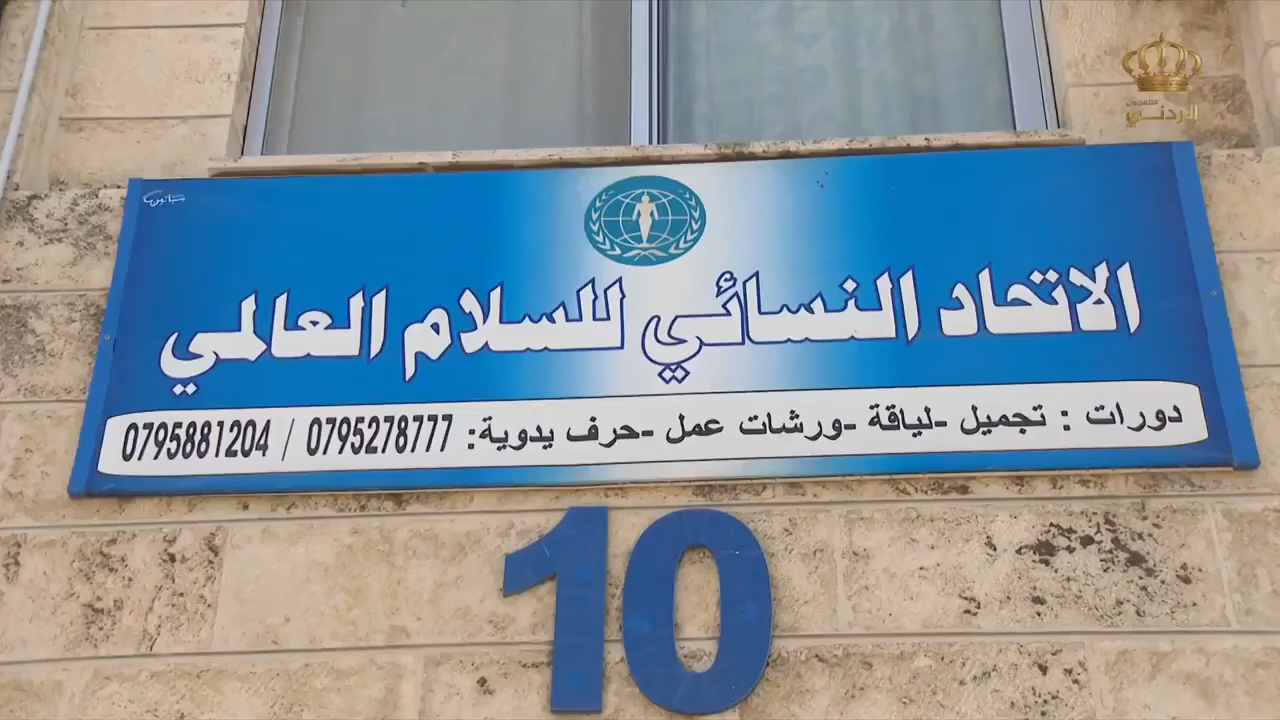 التلفزيون
الأردني
الاتحاد النسائي للسلام العالمي
دورات : تجميل -لياقة -ورشات عمل -حرف يدوية: 0795278777 / 0795881204
10